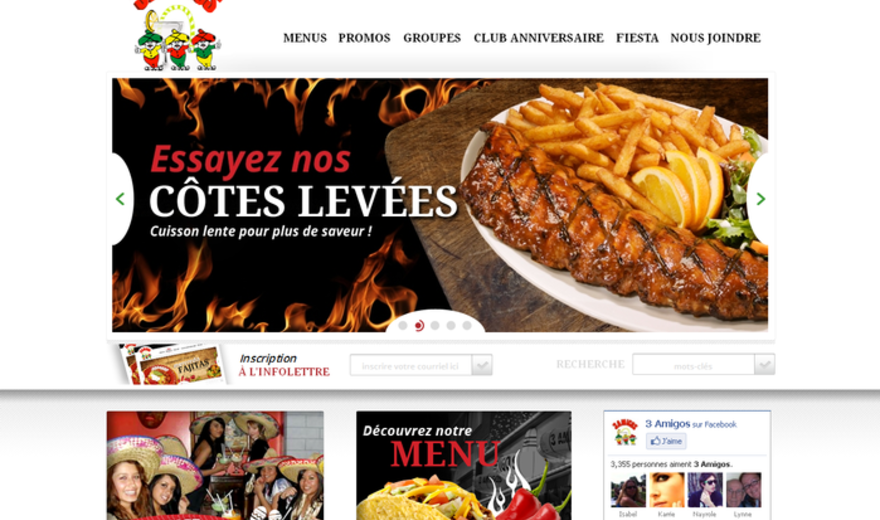 MENUS PROMOS GROUPES CLUB ANNIVERSAIRE FIESTA NOUS JOINDRE
Essayez nos
CÔTES LEVÉES
Cuisson lente pour plus de saveur !
FAJITAS
Inscription
À L'INFOLETTRE
inscrire votre courriel ici
RECHERCHE
mots-clés
Découvrez notre
MENU
3 Amigos sur Facebook
J'aime
3,355 personnes aiment 3 Amigos.
Isabel Karrie Naymile Lynne